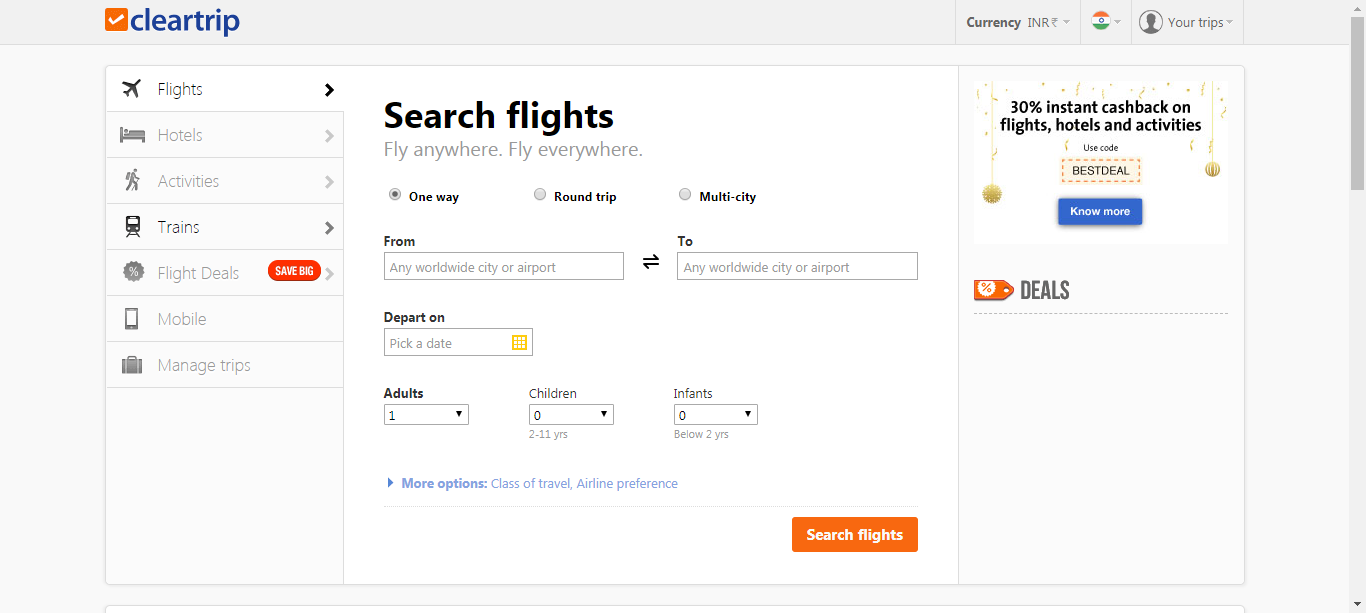 cleartrip
Currency INR₹
Your trips
Flights
Hotels
Activities
Trains
Flight Deals SAVE BIG
Mobile
Manage trips
Search flights
Fly anywhere. Fly everywhere.
One way Round trip Multi-city
From To
Any worldwide city or airport Any worldwide city or airport
Depart on
Pick a date
Adults Children Infants
1 0 0
2-11 yrs Below 2 yrs
More options: Class of travel, Airline preference
Search flights
30% instant cashback on
flights, hotels and activities
Use code
BESTDEAL
Know more
% DEALS